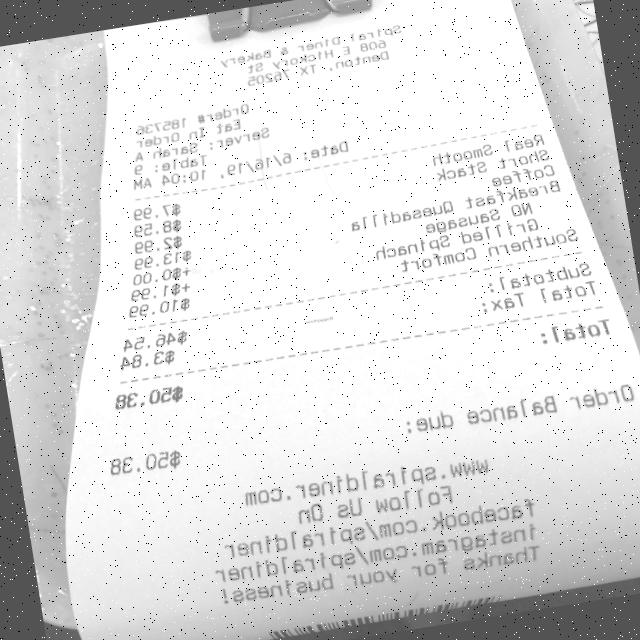 Spiral Diner & Bakery
608 E Hickory St
Denton, TX 76205
Order# 185736
Eat In Order
Server: Sarah A
Table: 9
Date: 6/16/19, 10:04 AM
Real Smooth $7.99
Short Stack $8.59
Coffee $2.99
Breakfast Quesadilla $13.99
NO Sausage +$0.00
Grilled Spinach +$1.99
Southern Comfort $10.99
Subtotal: $46.54
Total Tax: $3.84
Total: $50.38
Order Balance due: $50.38
www.spiraldiner.com
Follow Us On
facebook.com/spiraldiner
instagram.com/spiraldiner
Thanks for your business!